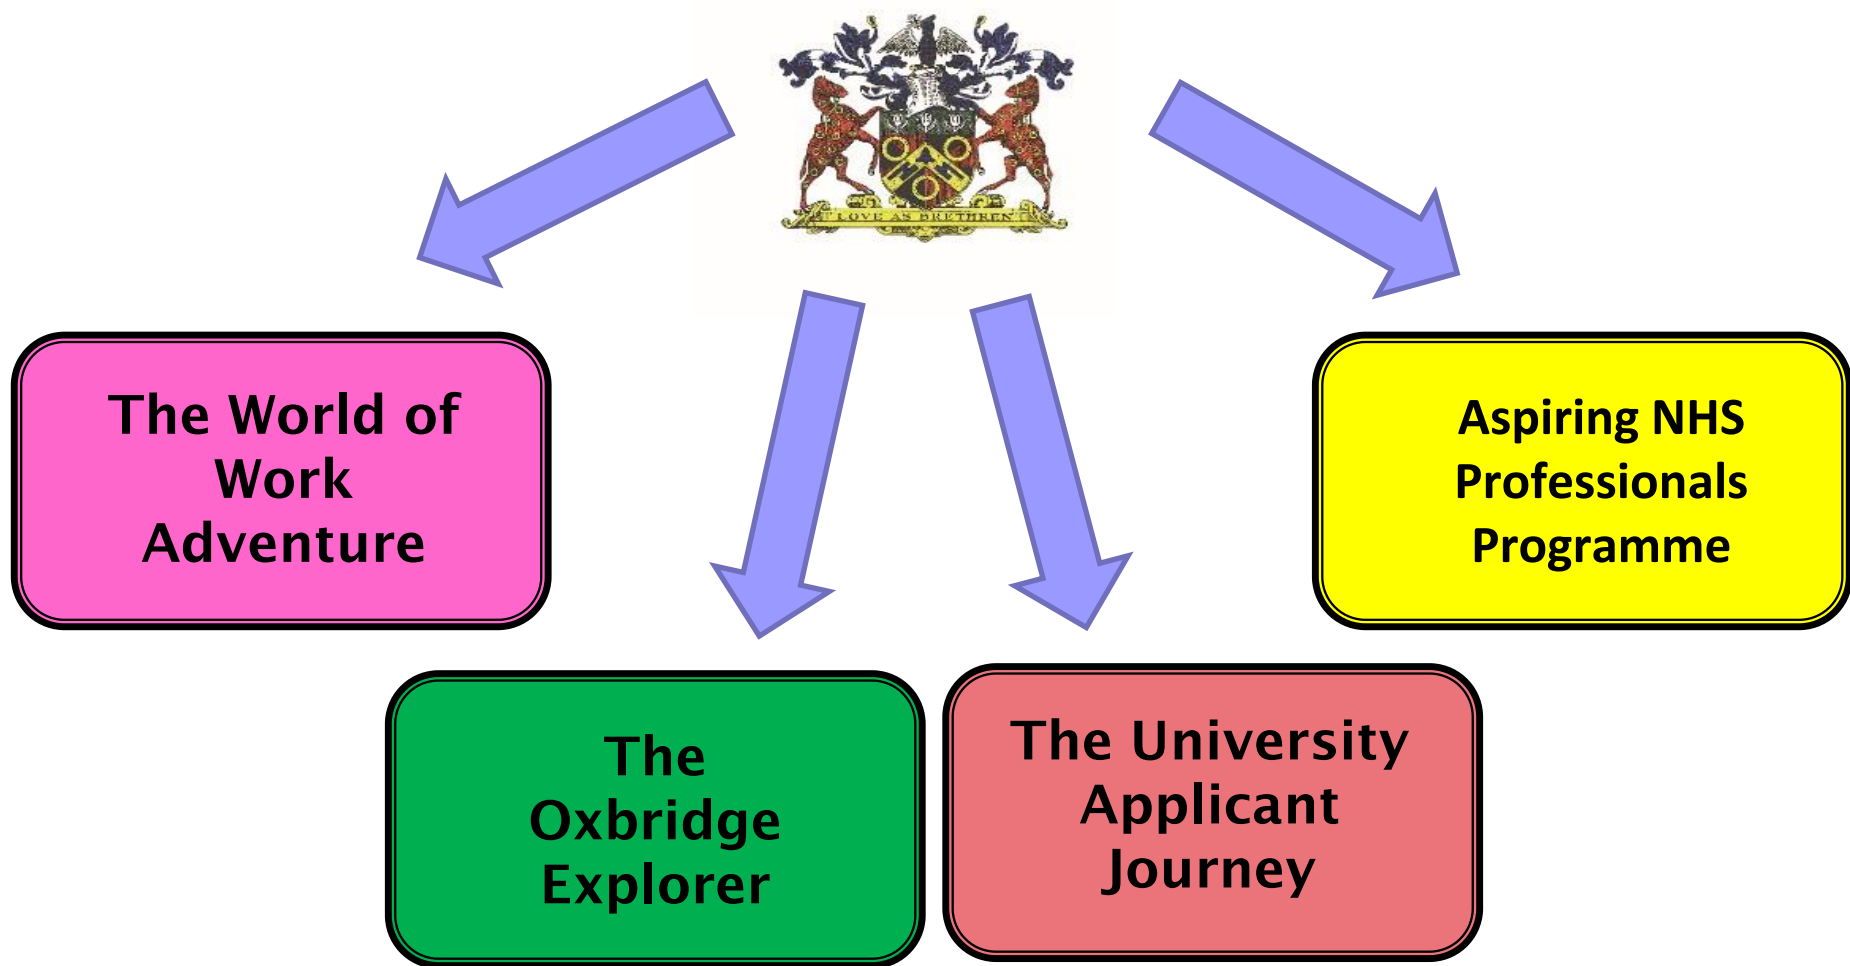 LOVE AS BRETHREN
The World of
Work
Adventure
Aspiring NHS
Professionals
Programme
The
Oxbridge
Explorer
The University
Applicant
Journey